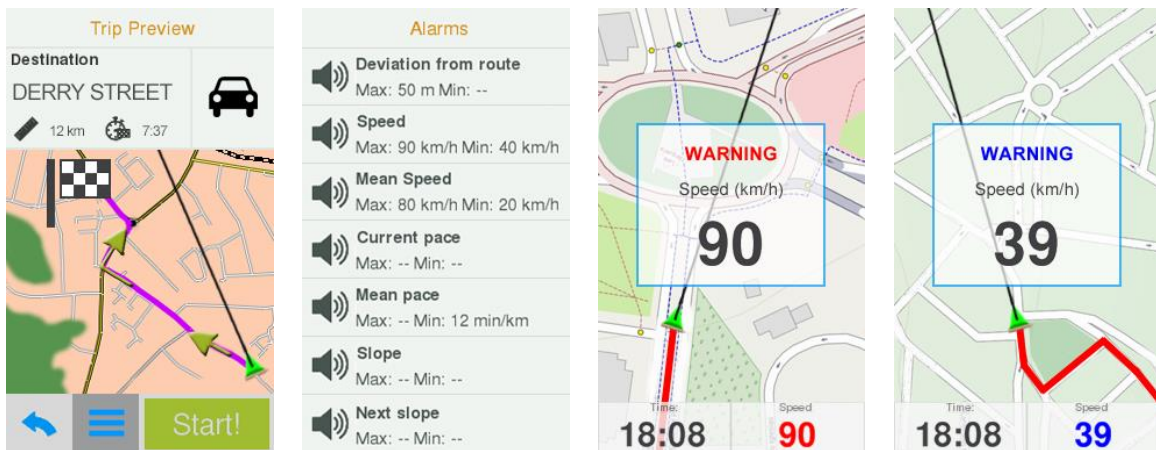 Trip Preview
Destination
DERRY STREET
12 km 7:37
Start!
Alarms
Deviation from route
Max: 50 m Min: --
Speed
Max: 90 km/h Min: 40 km/h
Mean Speed
Max: 80 km/h Min: 20 km/h
Current pace
Max: -- Min: --
Mean pace
Max: -- Min: 12 min/km
Slope
Max: -- Min: --
Next slope
Max: -- Min: --
WARNING
Speed (km/h)
90
Time: Speed
18:08 90
WARNING
Speed (km/h)
39
Time: Speed
18:08 39